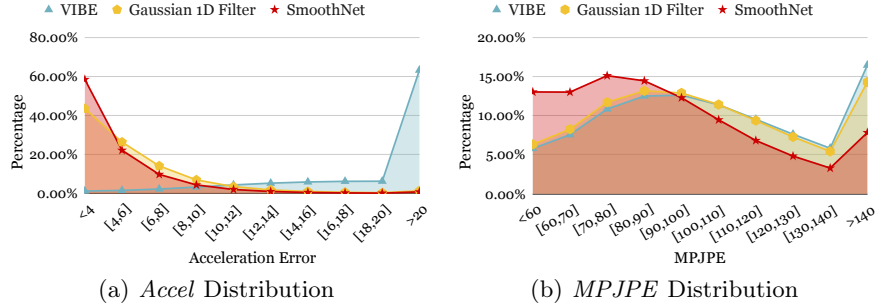 VIBE Gaussian 1D Filter SmoothNet
80.00%
60.00%
40.00%
20.00%
0.00%
Percentage
<4 [4,6] [6,8] [8,10] [10,12] [12,14] [14,16] [16,18] [18,20] >20
Acceleration Error
(a) Accel Distribution
VIBE Gaussian 1D Filter SmoothNet
20.00%
15.00%
10.00%
5.00%
0.00%
Percentage
<60 [60,70] [70,80] [80,90] [90,100] [100,110] [110,120] [120,130] [130,140] >140
MPJPE
(b) MPJPE Distribution